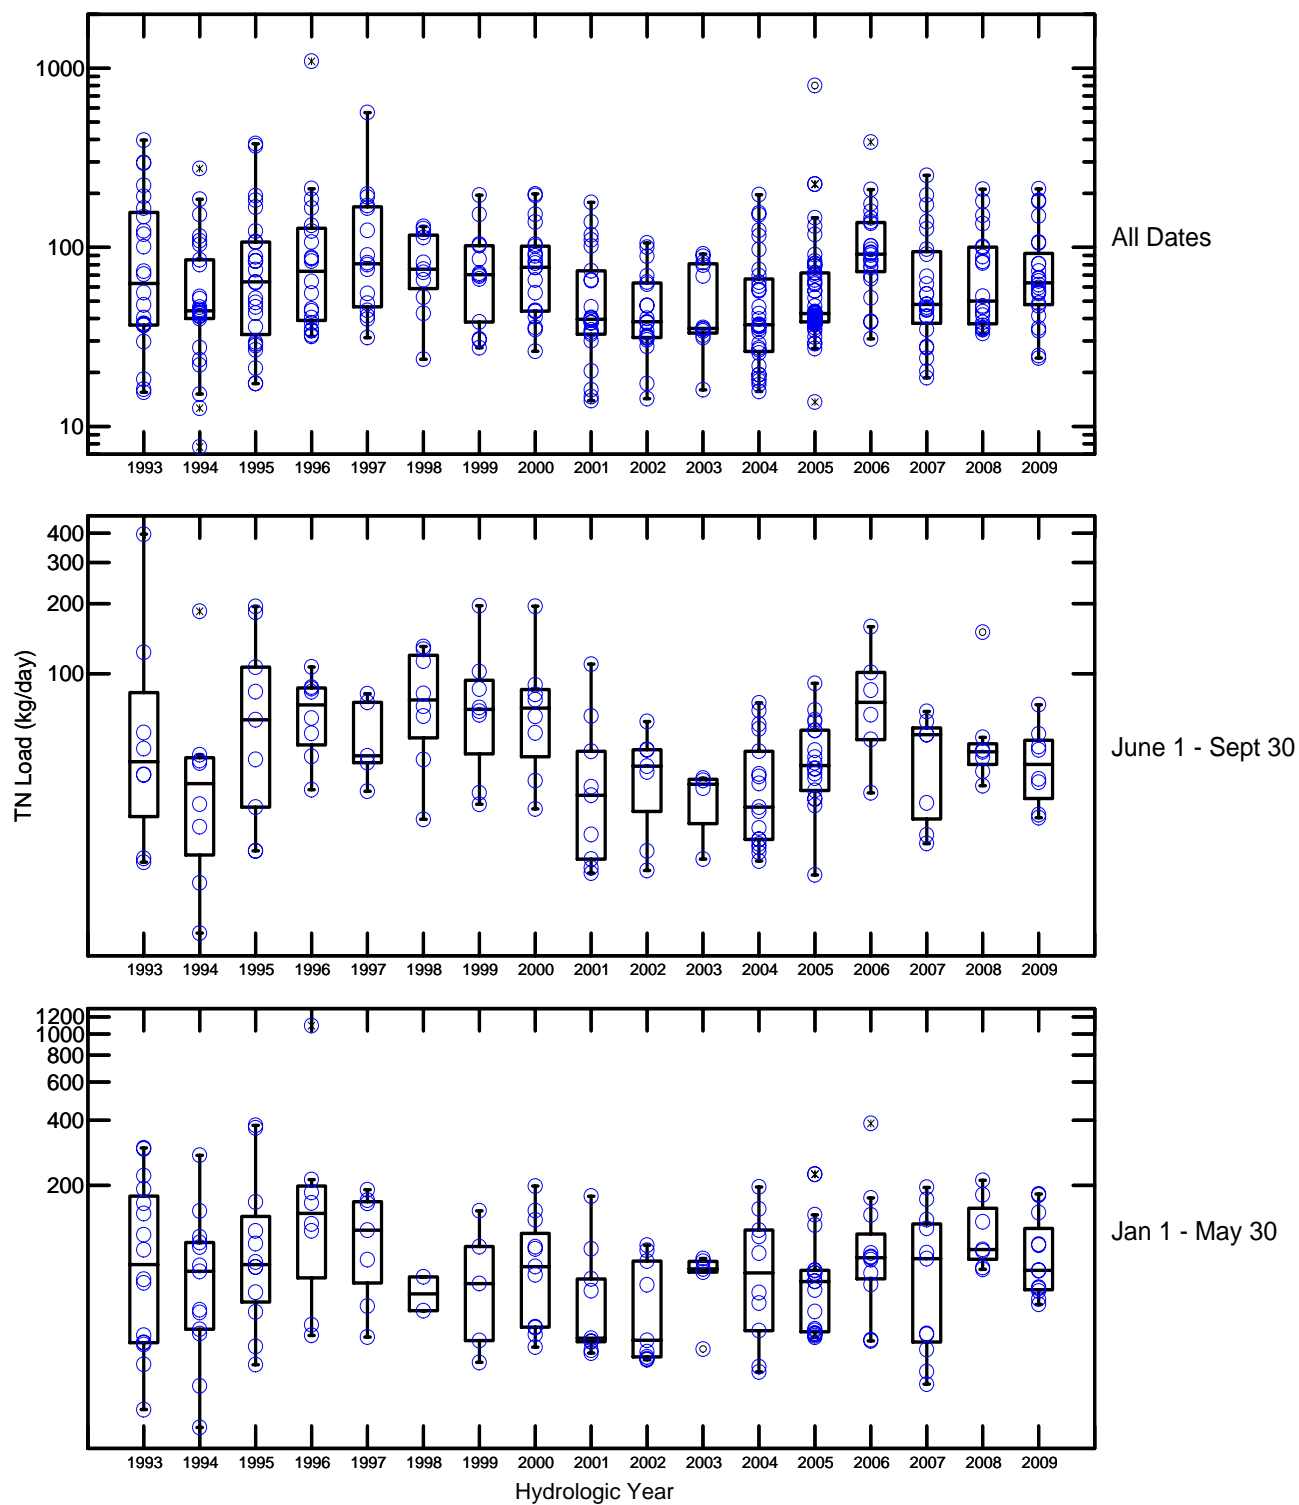 1000
100
10
All Dates
1993 1994 1995 1996 1997 1998 1999 2000 2001 2002 2003 2004 2005 2006 2007 2008 2009
400
300
200
100
TN Load (kg/day)
June 1 - Sept 30
1993 1994 1995 1996 1997 1998 1999 2000 2001 2002 2003 2004 2005 2006 2007 2008 2009
1200
1000
800
600
400
200
Jan 1 - May 30
1993 1994 1995 1996 1997 1998 1999 2000 2001 2002 2003 2004 2005 2006 2007 2008 2009
Hydrologic Year